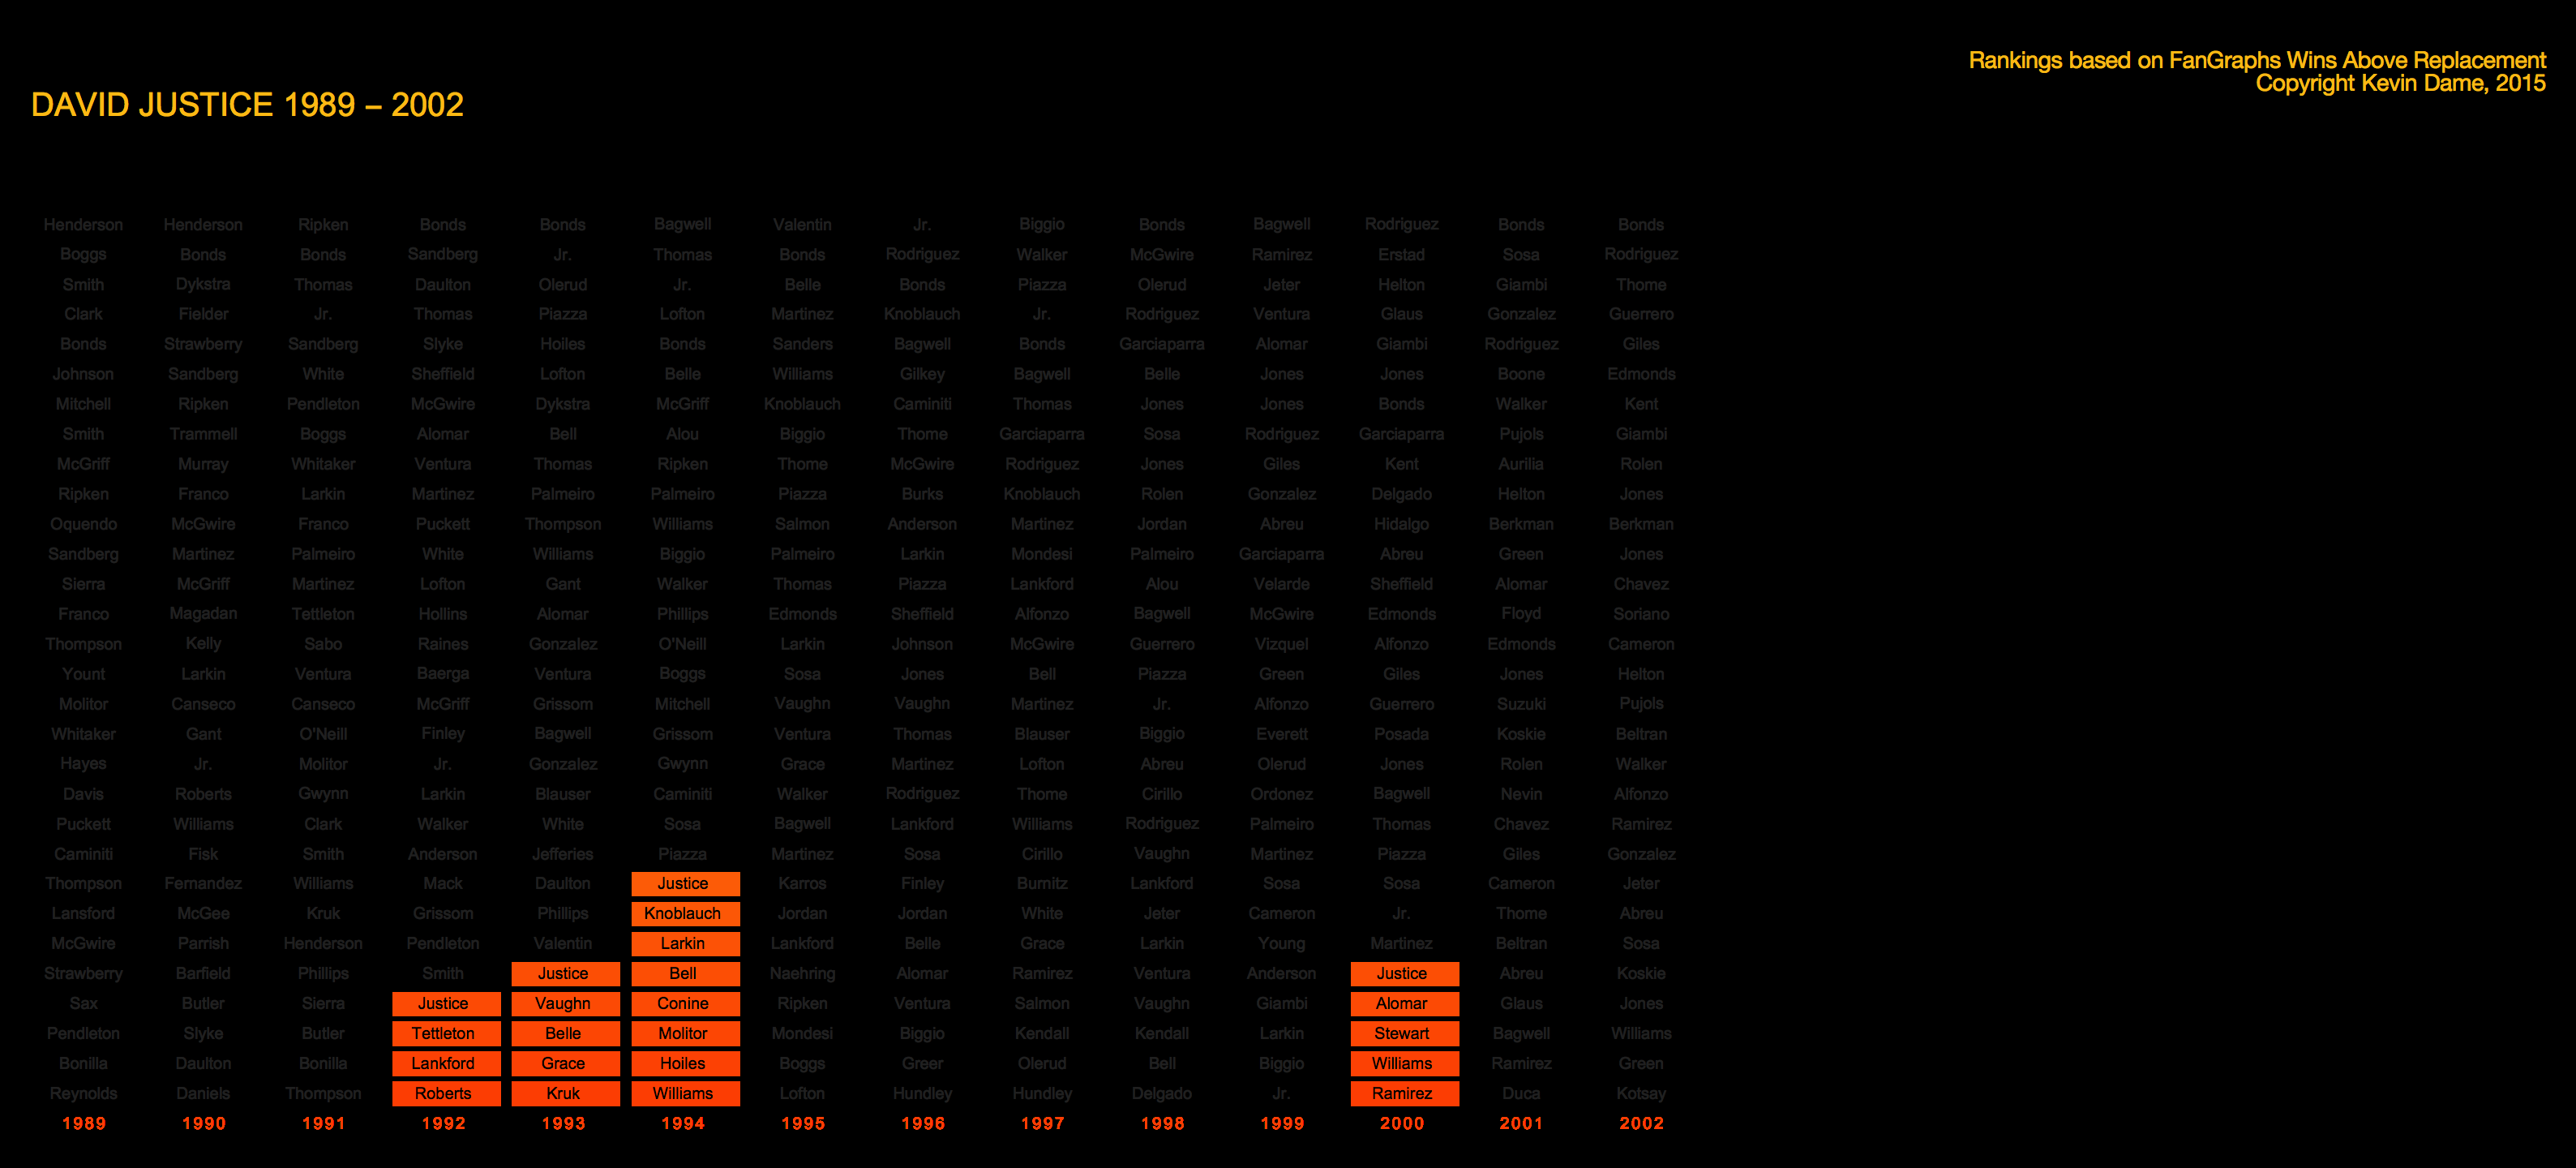 Rankings based on FanGraphs Wins Above Replacement
Copyright Kevin Dame, 2015
DAVID JUSTICE 1989 – 2002
Henderson Henderson Ripken Bonds Bonds Bagwell Valentin Jr. Biggio Bonds Bagwell Rodriguez Bonds Bonds
Boggs Bonds Bonds Sandberg Jr. Thomas Bonds Rodriguez Walker McGwire Ramirez Erstad Sosa Rodriguez
Smith Dykstra Thomas Daulton Olerud Jr. Belle Bonds Piazza Olerud Jeter Helton Giambi Thome
Clark Fielder Jr. Thomas Piazza Lofton Martinez Knoblauch Jr. Rodriguez Ventura Glaus Gonzalez Guerrero
Bonds Strawberry Sandberg Slyke Hoiles Bonds Sanders Bagwell Bonds Garciaparra Alomar Giambi Rodriguez Giles
Johnson Sandberg White Sheffield Lofton Belle Williams Gilkey Bagwell Belle Jones Jones Boone Edmonds
Mitchell Ripken Pendleton McGwire Dykstra McGriff Knoblauch Caminiti Thomas Jones Jones Bonds Walker Kent
Smith Trammell Boggs Alomar Bell Alou Biggio Thome Garciaparra Sosa Rodriguez Garciaparra Pujols Giambi
McGriff Murray Whitaker Ventura Thomas Ripken Thome McGwire Rodriguez Jones Giles Kent Aurilia Rolen
Ripken Franco Larkin Martinez Palmeiro Palmeiro Piazza Burks Knoblauch Rolen Gonzalez Delgado Helton Jones
Oquendo McGwire Franco Puckett Thompson Williams Salmon Anderson Martinez Jordan Abreu Hidalgo Berkman Berkman
Sandberg Martinez Palmeiro White Williams Biggio Palmeiro Larkin Mondesi Palmeiro Garciaparra Abreu Green Jones
Sierra McGriff Martinez Lofton Gant Walker Thomas Piazza Lankford Alou Velarde Sheffield Alomar Chavez
Franco Magadan Tettleton Hollins Alomar Phillips Edmonds Sheffield Alfonzo Bagwell McGwire Edmonds Floyd Soriano
Thompson Kelly Sabo Raines Gonzalez O'Neill Larkin Johnson McGwire Guerrero Vizquel Alfonzo Edmonds Cameron
Yount Larkin Ventura Baerga Ventura Boggs Sosa Jones Bell Piazza Green Giles Jones Helton
Molitor Canseco Canseco McGriff Grissom Mitchell Vaughn Vaughn Martinez Jr. Alfonzo Guerrero Suzuki Pujols
Whitaker Gant O'Neill Finley Bagwell Grissom Ventura Thomas Blauser Biggio Everett Posada Koskie Beltran
Hayes Jr. Molitor Jr. Gonzalez Gwynn Grace Martinez Lofton Abreu Olerud Jones Rolen Walker
Davis Roberts Gwynn Larkin Blauser Caminiti Walker Rodriguez Thome Cirillo Ordonez Bagwell Nevin Alfonzo
Puckett Williams Clark Walker White Sosa Bagwell Lankford Williams Rodriguez Palmeiro Thomas Chavez Ramirez
Caminiti Fisk Smith Anderson Jefferies Piazza Martinez Sosa Cirillo Vaughn Martinez Piazza Giles Gonzalez
Thompson Fernandez Williams Mack Daulton Justice Karros Finley Burnitz Lankford Sosa Sosa Cameron Jeter
Lansford McGee Kruk Grissom Phillips Knoblauch Jordan Jordan White Jeter Cameron Jr. Thome Abreu
McGwire Parrish Henderson Pendleton Valentin Larkin Lankford Belle Grace Larkin Young Martinez Beltran Sosa
Strawberry Barfield Phillips Smith Justice Bell Naehring Alomar Ramirez Ventura Anderson Justice Abreu Koskie
Sax Butler Sierra Justice Vaughn Conine Ripken Ventura Salmon Vaughn Giambi Alomar Glaus Jones
Pendleton Slyke Butler Tettleton Belle Molitor Mondesi Biggio Kendall Kendall Larkin Stewart Bagwell Williams
Bonilla Daulton Bonilla Lankford Grace Hoiles Boggs Greer Olerud Bell Biggio Williams Ramirez Green
Reynolds Daniels Thompson Roberts Kruk Williams Lofton Hundley Hundley Delgado Jr. Ramirez Duca Kotsay
1989 1990 1991 1992 1993 1994 1995 1996 1997 1998 1999 2000 2001 2002